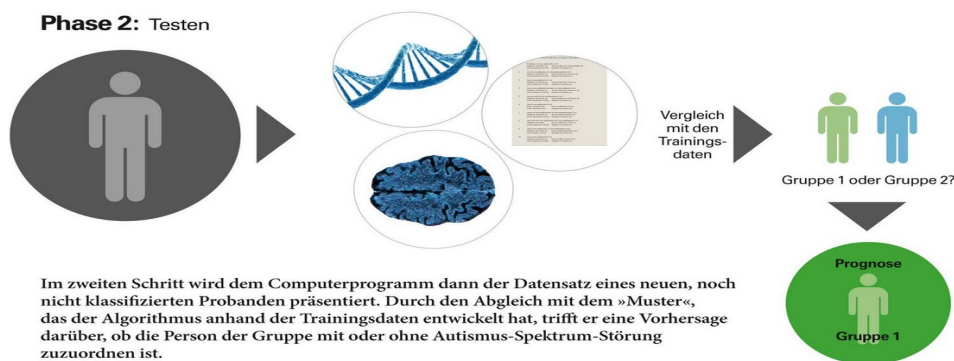 Phase 2: Testen
Vergleich
mit den
Trainings-
daten
Gruppe 1 oder Gruppe 2?
Prognose
Gruppe 1
Im zweiten Schritt wird dem Computerprogramm dann der Datensatz eines neuen, noch
nicht klassifizierten Probanden präsentiert. Durch den Abgleich mit dem »Muster«,
das der Algorithmus anhand der Trainingsdaten entwickelt hat, trifft er eine Vorhersage
darüber, ob die Person der Gruppe mit oder ohne Autismus-Spektrum-Störung
zuzuordnen ist.